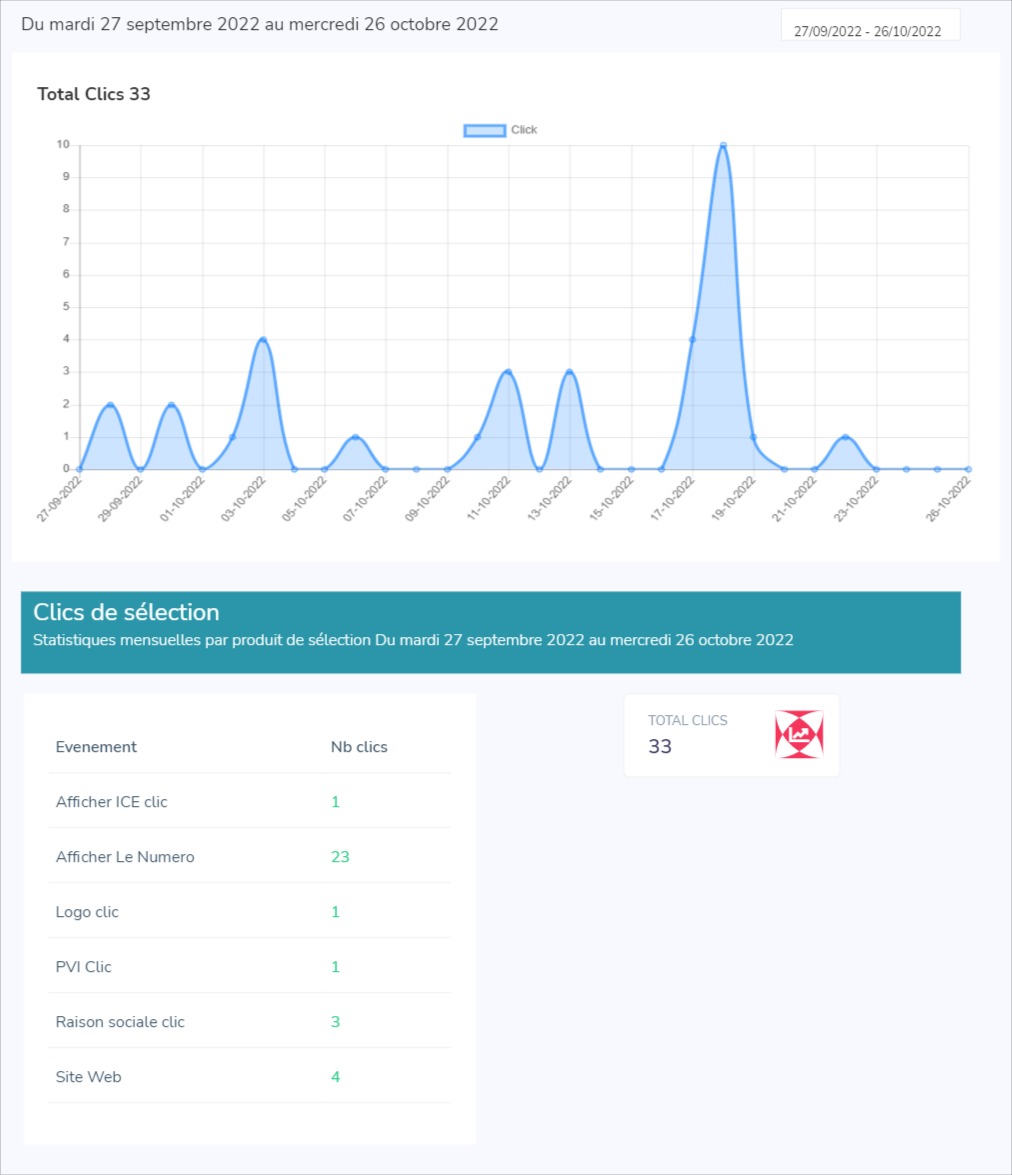 Du mardi 27 septembre 2022 au mercredi 26 octobre 2022
27/09/2022 - 26/10/2022
Total Clics 33
Click
10
9
8
7
6
5
4
3
2
1
0
27-09-2022
29-09-2022
01-10-2022
03-10-2022
05-10-2022
07-10-2022
09-10-2022
11-10-2022
13-10-2022
15-10-2022
17-10-2022
19-10-2022
21-10-2022
23-10-2022
26-10-2022
Clics de sélection
Statistiques mensuelles par produit de sélection Du mardi 27 septembre 2022 au mercredi 26 octobre 2022
Evenement Nb clics
Afficher ICE clic 1
Afficher Le Numero 23
Logo clic 1
PVI Clic 1
Raison sociale clic 3
Site Web 4
TOTAL CLICS
33